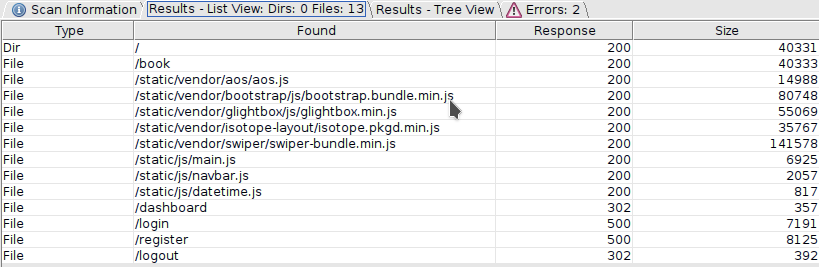 Scan Information Results - List View: Dirs: 0 Files: 13 Results - Tree View Errors: 2
Type Found Response Size
Dir / 200 40331
File /book 200 40333
File /static/vendor/aos/aos.js 200 14988
File /static/vendor/bootstrap/js/bootstrap.bundle.min.js 200 80748
File /static/vendor/glightbox/js/glightbox.min.js 200 55069
File /static/vendor/isotope-layout/isotope.pkgd.min.js 200 35767
File /static/vendor/swiper/swiper-bundle.min.js 200 141578
File /static/js/main.js 200 6925
File /static/js/navbar.js 200 2057
File /static/js/datetime.js 200 817
File /dashboard 302 357
File /login 500 7191
File /register 500 8125
File /logout 302 392